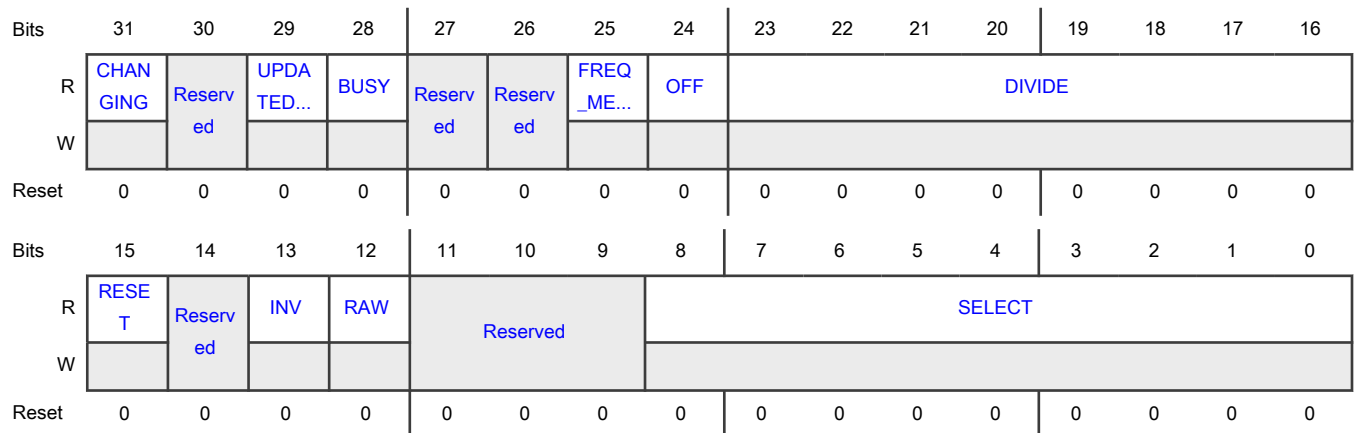 Bits 31 30 29 28 27 26 25 24 23 22 21 20 19 18 17 16
R CHAN GING Reserv ed UPDA TED... BUSY Reserv ed Reserv ed FREQ _ME... OFF DIVIDE
W
Reset 0 0 0 0 0 0 0 0 0 0 0 0 0 0 0 0
Bits 15 14 13 12 11 10 9 8 7 6 5 4 3 2 1 0
R RESE T Reserv ed INV RAW Reserved SELECT
W
Reset 0 0 0 0 0 0 0 0 0 0 0 0 0 0 0 0